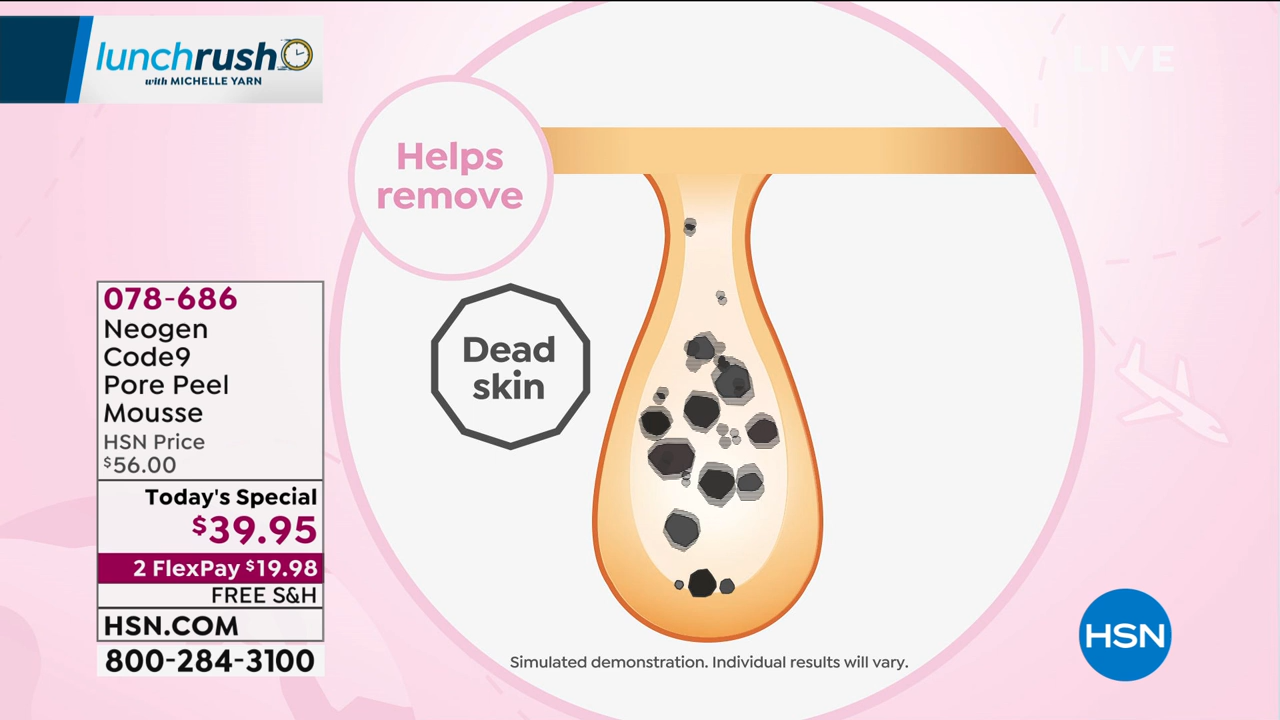 lunchrush
with MICHELLE YARN
LIVE
Helps
remove
Dead
skin
078-686
Neogen
Code9
Pore Peel
Mousse
HSN Price
$56.00
Today's Special
$39.95
2 FlexPay $19.98
FREE S&H
HSN.COM
800-284-3100
Simulated demonstration. Individual results will vary.
HSN